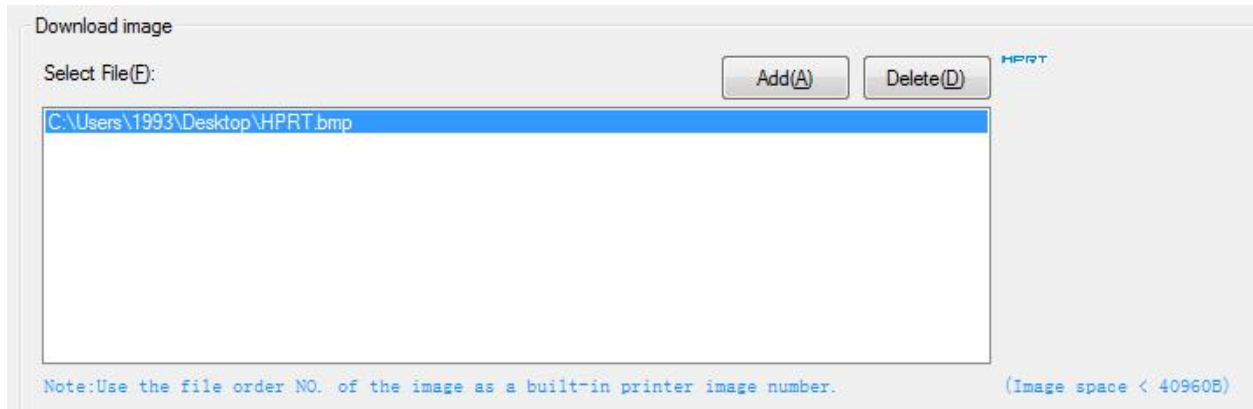 Download image
Select File(F):
Add(A)
Delete(D)
HPRT
C:\Users\1993\Desktop\HPRT.bmp
Note:Use the file order NO. of the image as a built-in printer image number.
(Image space < 40960B)